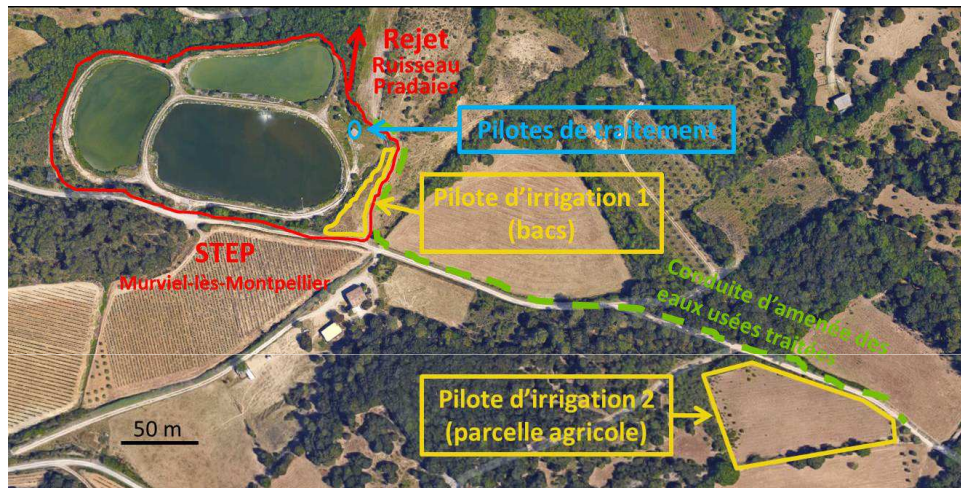 Rejet
Ruisseau
Pradaies
Pilotes de traitement
Pilote d'irrigation 1
(bacs)
STEP
Murviel-lès-Montpellier
Conduite d'amenée des
eaux usées traitées
Pilote d'irrigation 2
(parcelle agricole)
50 m